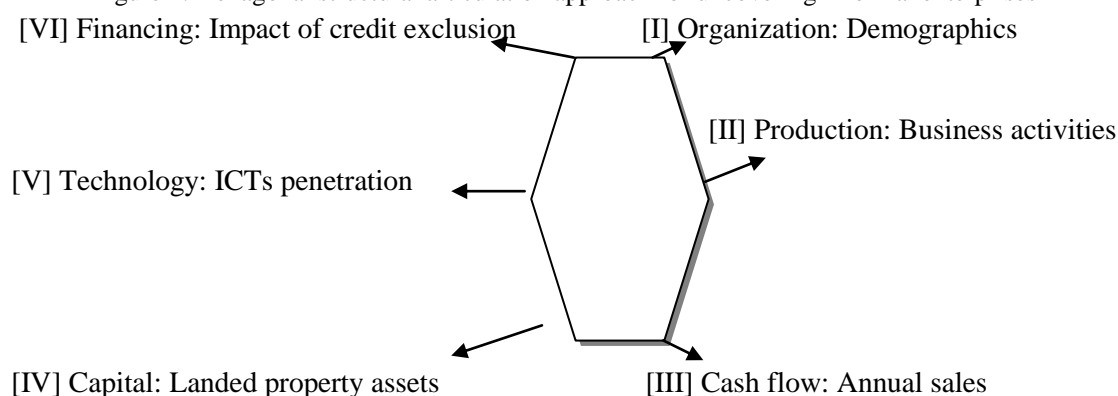 [VI] Financing: Impact of credit exclusion [I] Organization: Demographics
[II] Production: Business activities
[V] Technology: ICTs penetration
[IV] Capital: Landed property assets [III] Cash flow: Annual sales